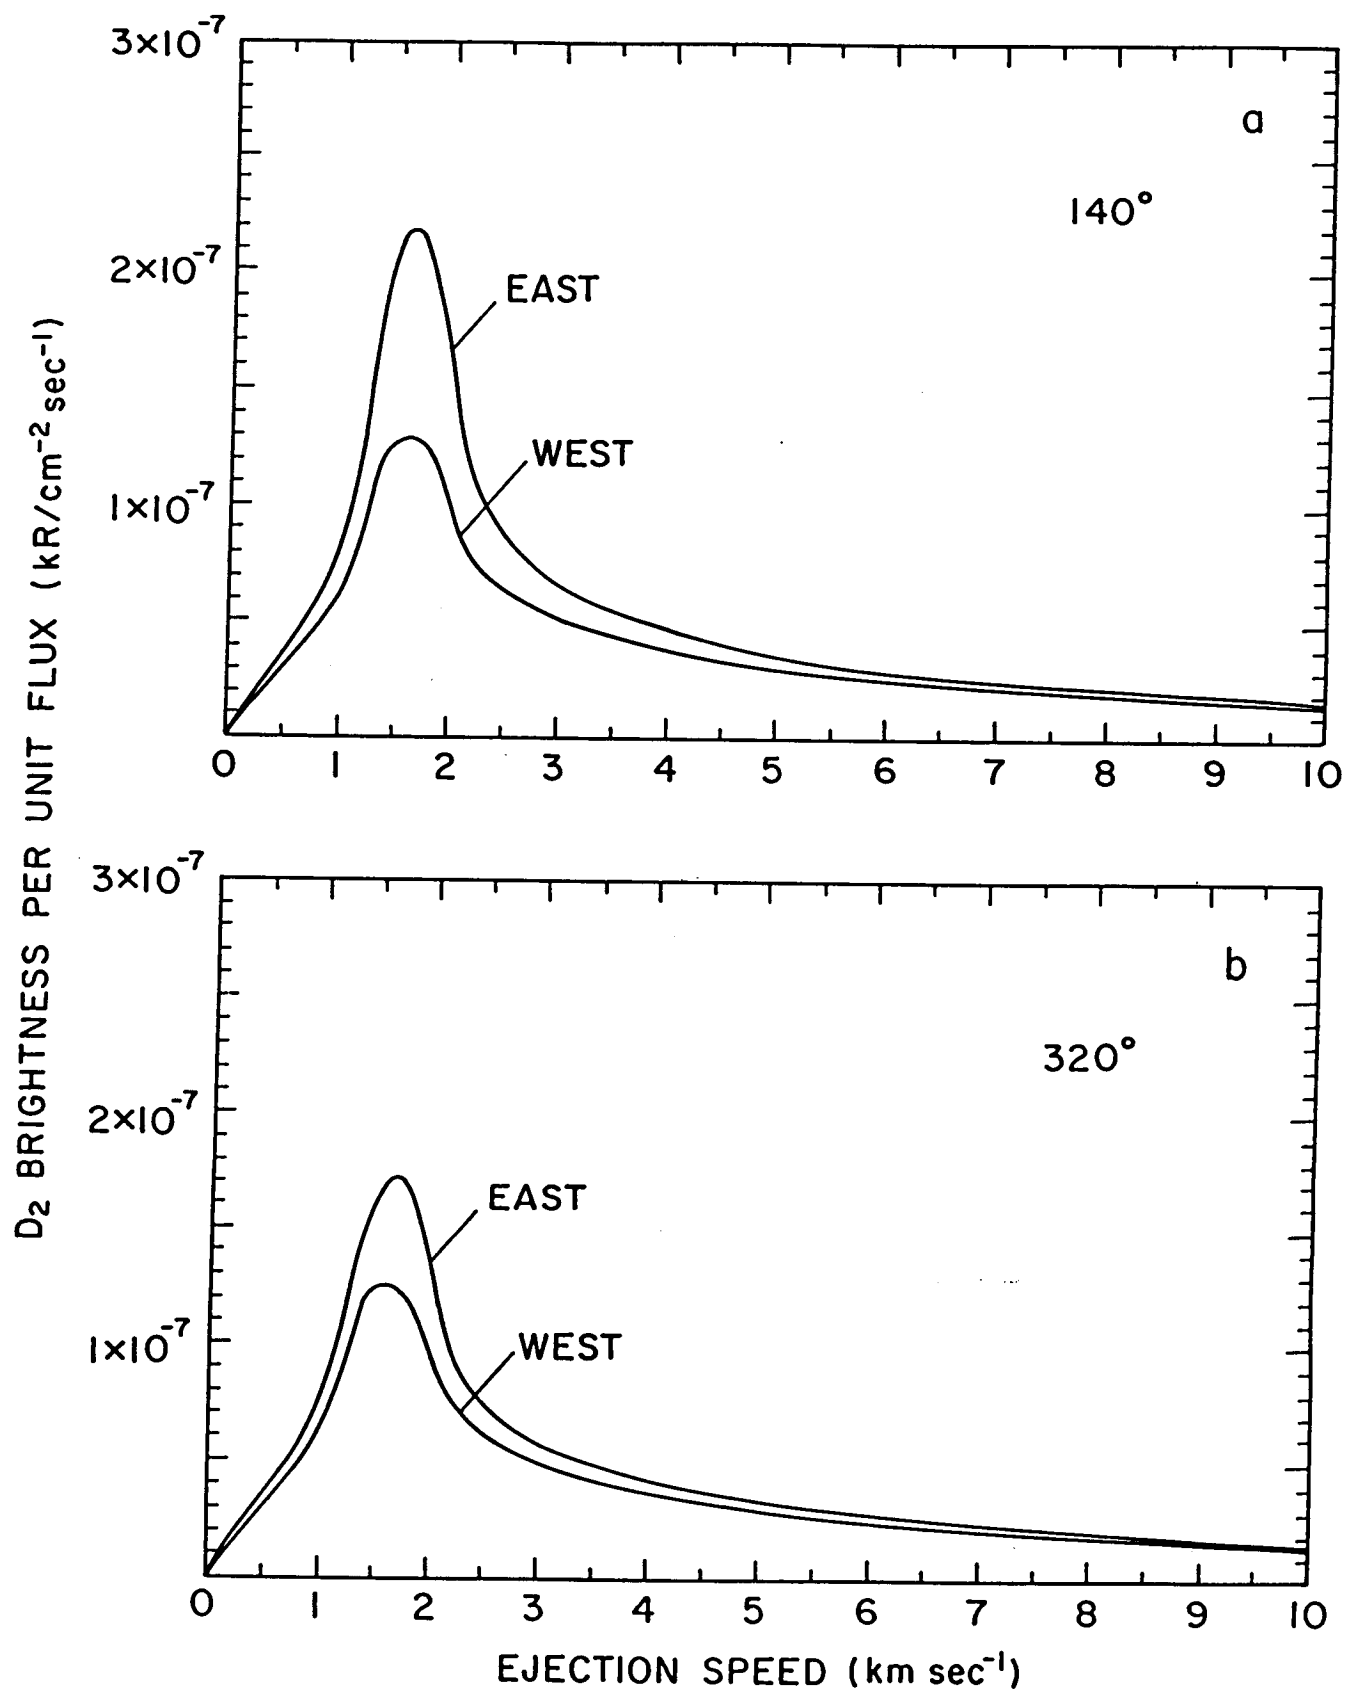 D₂ BRIGHTNESS PER UNIT FLUX (kR/cm⁻² sec⁻¹)
3×10⁻⁷
2×10⁻⁷
1×10⁻⁷
a
140°
EAST
WEST
0 1 2 3 4 5 6 7 8 9 10
3×10⁻⁷
2×10⁻⁷
1×10⁻⁷
b
320°
EAST
WEST
0 1 2 3 4 5 6 7 8 9 10
EJECTION SPEED (km sec⁻¹)